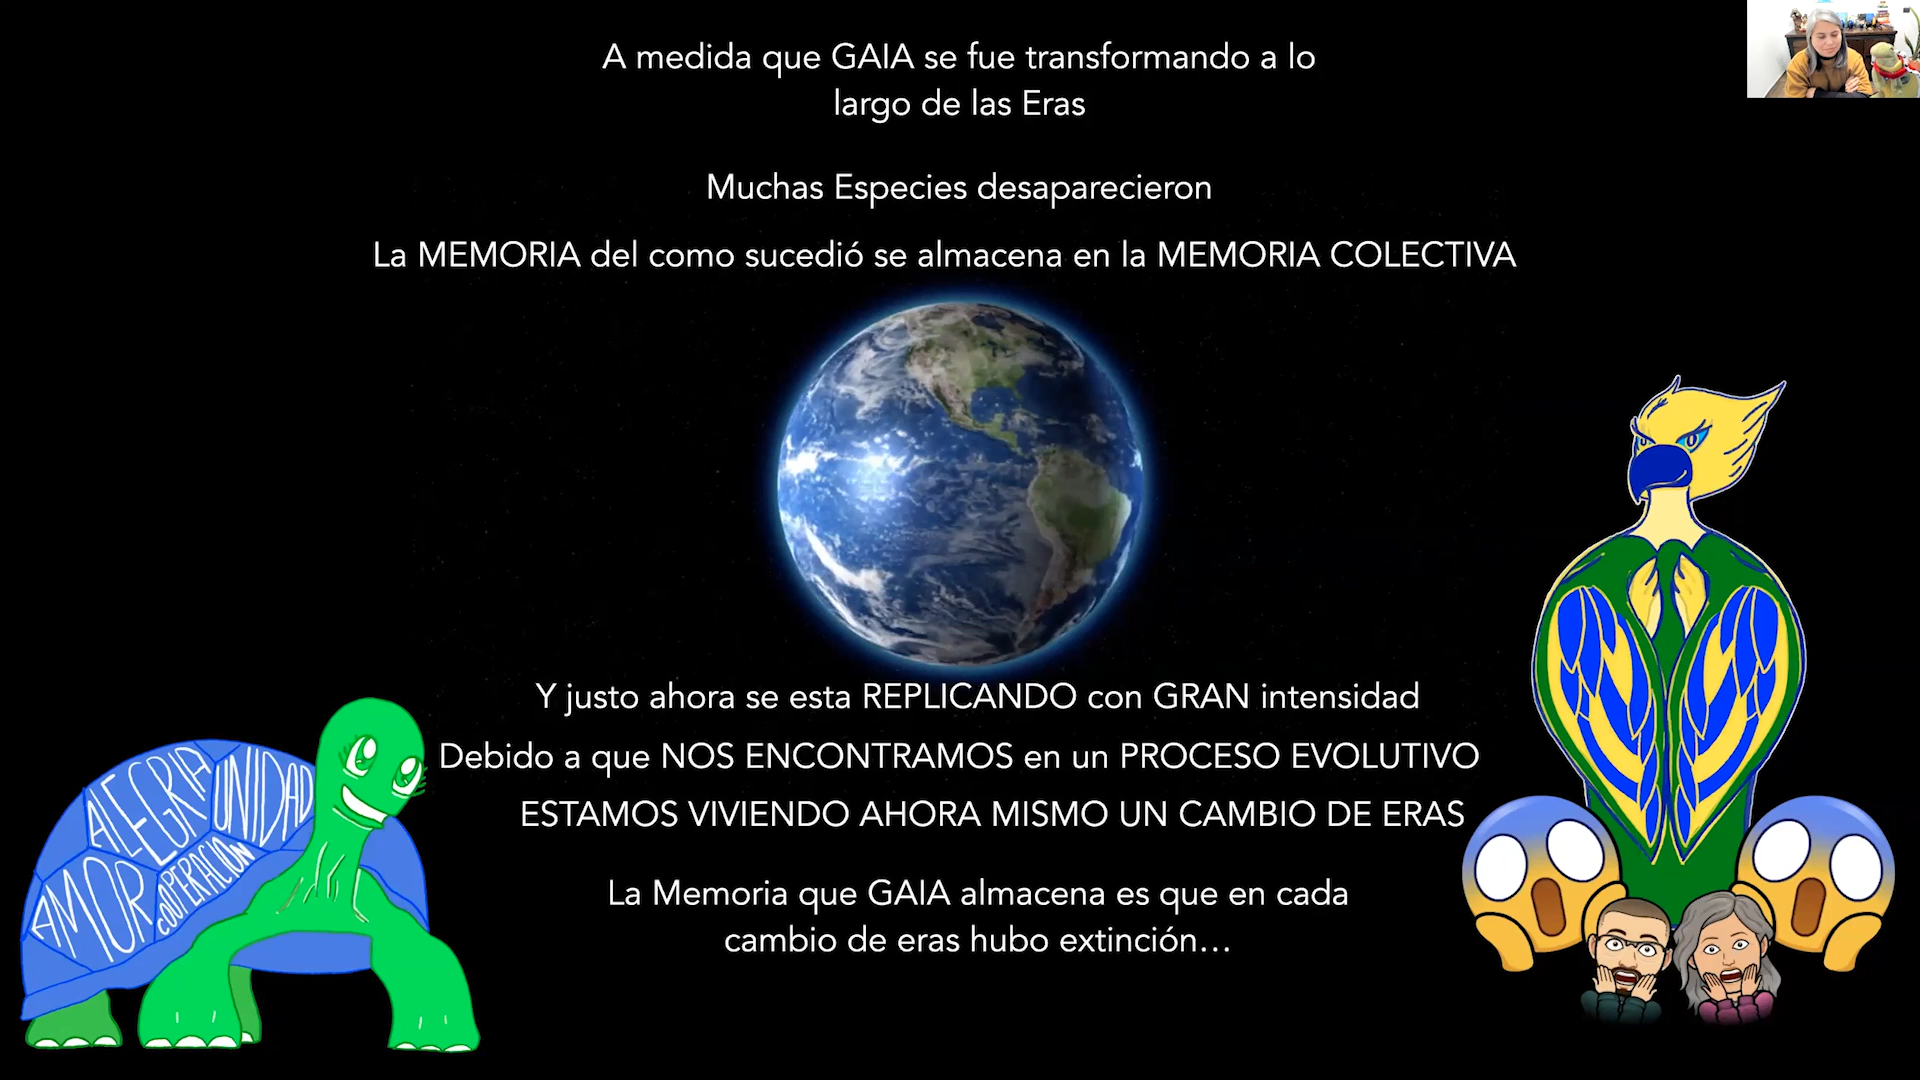 A medida que GAIA se fue transformando a lo
largo de las Eras
Muchas Especies desaparecieron
La MEMORIA del como sucedió se almacena en la MEMORIA COLECTIVA
Y justo ahora se esta REPLICANDO con GRAN intensidad
Debido a que NOS ENCONTRAMOS en un PROCESO EVOLUTIVO
ESTAMOS VIVIENDO AHORA MISMO UN CAMBIO DE ERAS
La Memoria que GAIA almacena es que en cada
cambio de eras hubo extinción...
ALEGRIA
UNIDAD
AMOR
COOPERACION